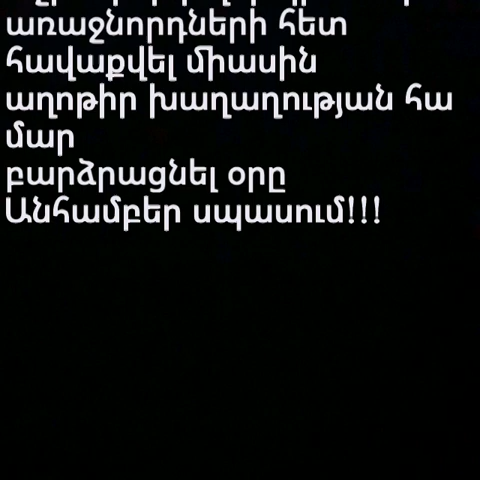 առաջնորդների հետ
հավաքվել միասին
աղոթիր խաղաղության հա
մար
բարձրացնել օրը
Անհամբեր սպասում!!!